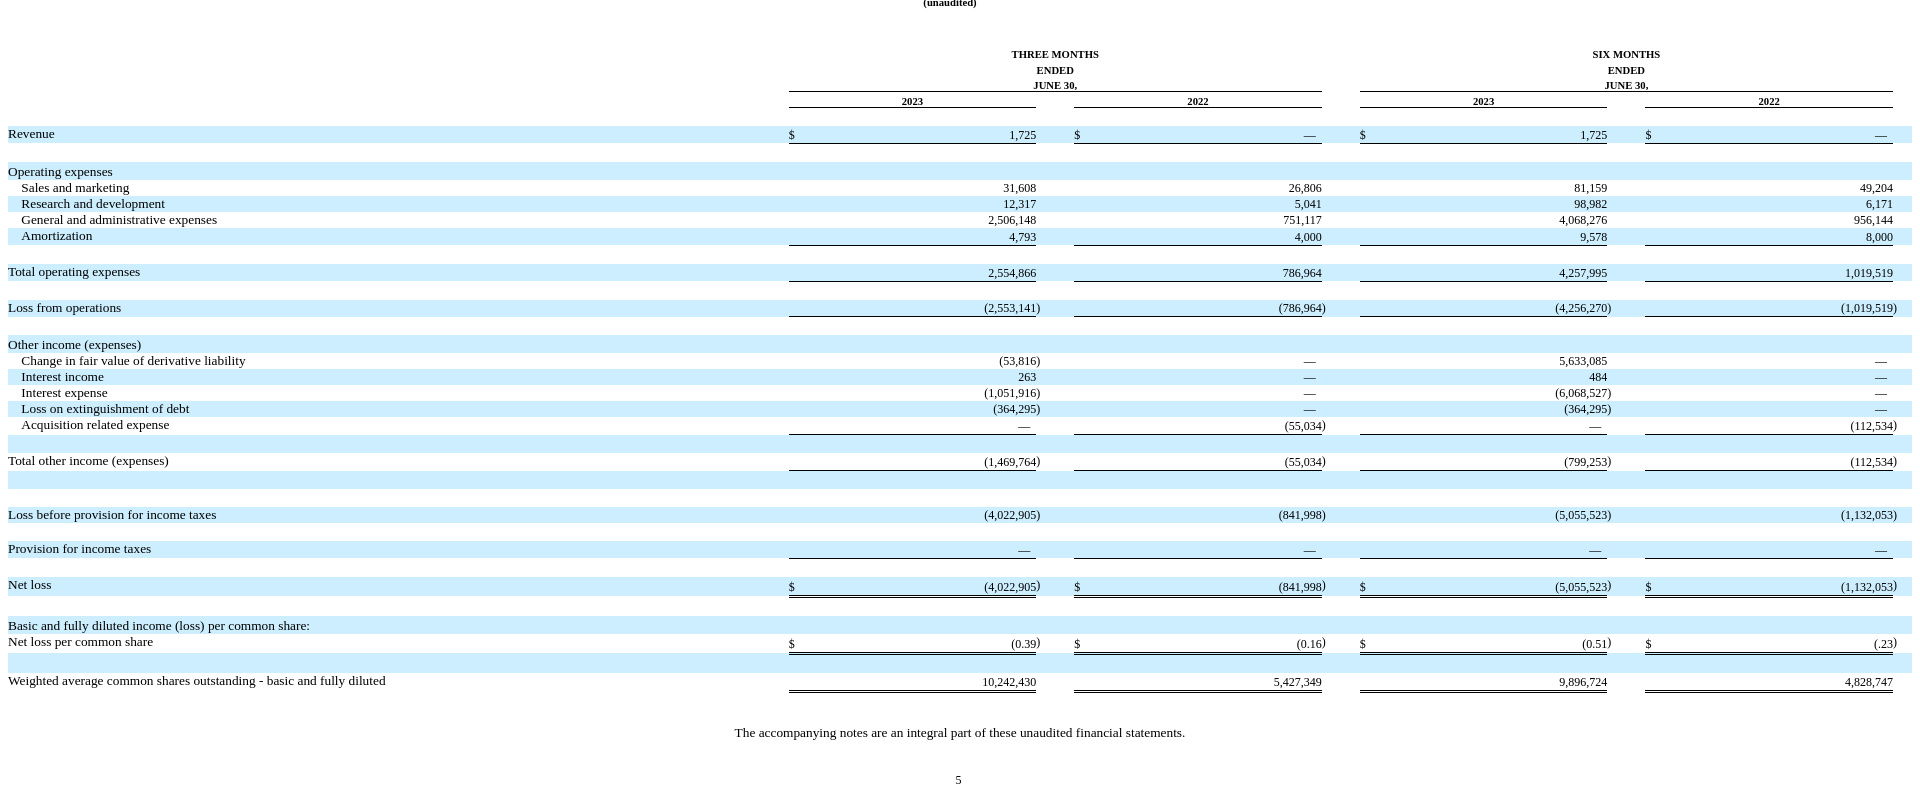 (unaudited)
THREE MONTHS SIX MONTHS
ENDED ENDED
JUNE 30, JUNE 30,
2023 2022 2023 2022
Revenue $ 1,725 $ — $ 1,725 $ —
Operating expenses
Sales and marketing 31,608 26,806 81,159 49,204
Research and development 12,317 5,041 98,982 6,171
General and administrative expenses 2,506,148 751,117 4,068,276 956,144
Amortization 4,793 4,000 9,578 8,000
Total operating expenses 2,554,866 786,964 4,257,995 1,019,519
Loss from operations (2,553,141) (786,964) (4,256,270) (1,019,519)
Other income (expenses)
Change in fair value of derivative liability (53,816) — 5,633,085 —
Interest income 263 — 484 —
Interest expense (1,051,916) — (6,068,527) —
Loss on extinguishment of debt (364,295) — (364,295) —
Acquisition related expense — (55,034) — (112,534)
Total other income (expenses) (1,469,764) (55,034) (799,253) (112,534)
Loss before provision for income taxes (4,022,905) (841,998) (5,055,523) (1,132,053)
Provision for income taxes — — — —
Net loss $ (4,022,905) $ (841,998) $ (5,055,523) $ (1,132,053)
Basic and fully diluted income (loss) per common share:
Net loss per common share $ (0.39) $ (0.16) $ (0.51) $ (.23)
Weighted average common shares outstanding - basic and fully diluted 10,242,430 5,427,349 9,896,724 4,828,747
The accompanying notes are an integral part of these unaudited financial statements.
5